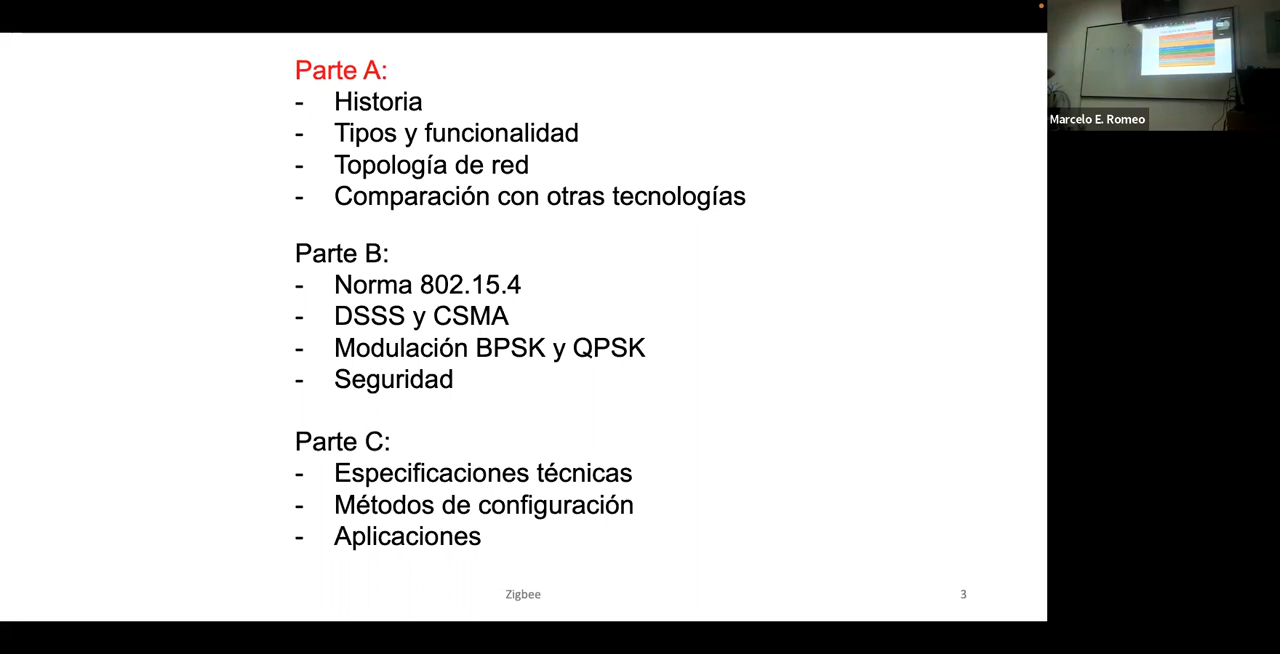 Parte A:
- Historia
- Tipos y funcionalidad
- Topología de red
- Comparación con otras tecnologías
Parte B:
- Norma 802.15.4
- DSSS y CSMA
- Modulación BPSK y QPSK
- Seguridad
Parte C:
- Especificaciones técnicas
- Métodos de configuración
- Aplicaciones
Zigbee
3
Marcelo E. Romeo